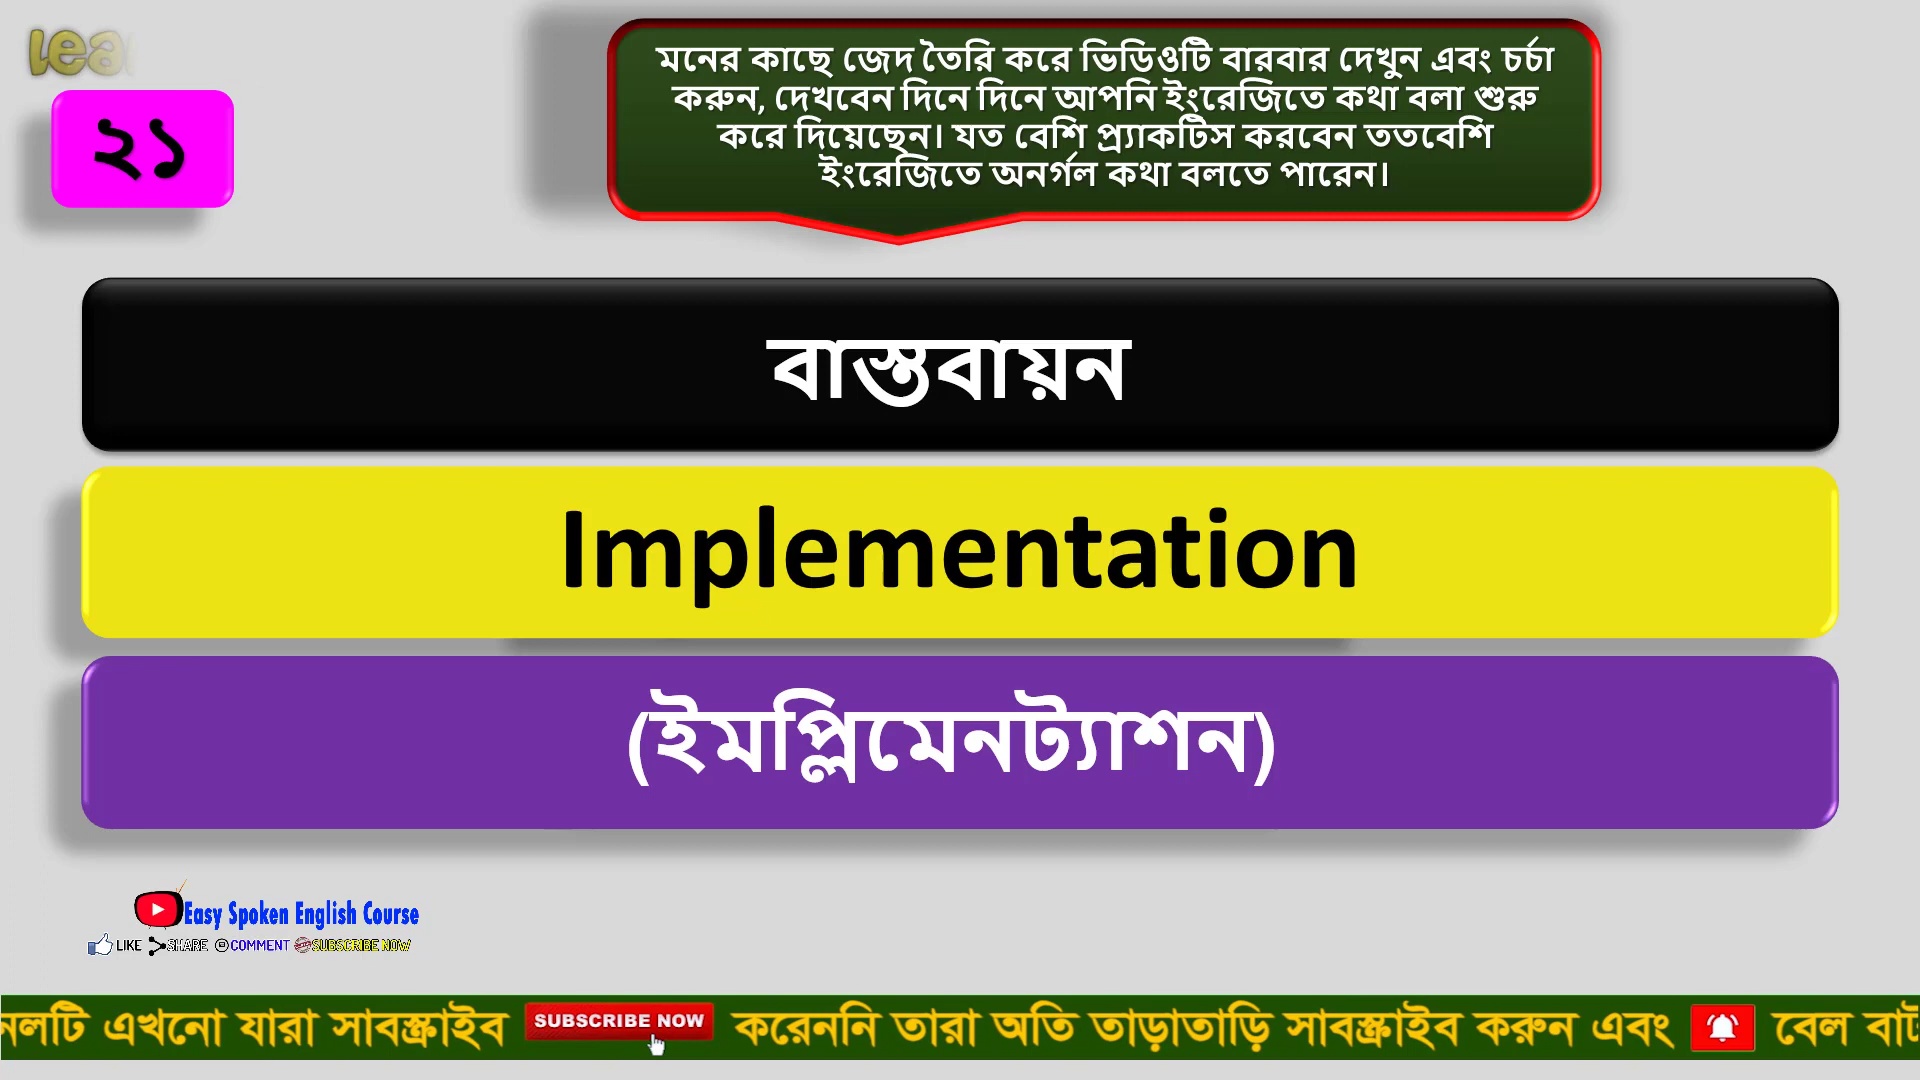 Lea
২১
মনের কাছে জেদ তৈরি করে ভিডিওটি বারবার দেখুন এবং চর্চা
করুন, দেখবেন দিনে দিনে আপনি ইংরেজিতে কথা বলা শুরু
করে দিয়েছেন। যত বেশি প্র্যাকটিস করবেন ততবেশি
ইংরেজিতে অনর্গল কথা বলতে পারেন।
বাস্তবায়ন
Implementation
(ইমপ্লিমেনট্যাশন)
Easy Spoken English Course
LIKE SHARE COMMENT SUBSCRIBE NOW
নলটি এখনো যারা সাবস্ক্রাইব SUBSCRIBE NOW করেননি তারা অতি তাড়াতাড়ি সাবস্ক্রাইব করুন এবং বেল